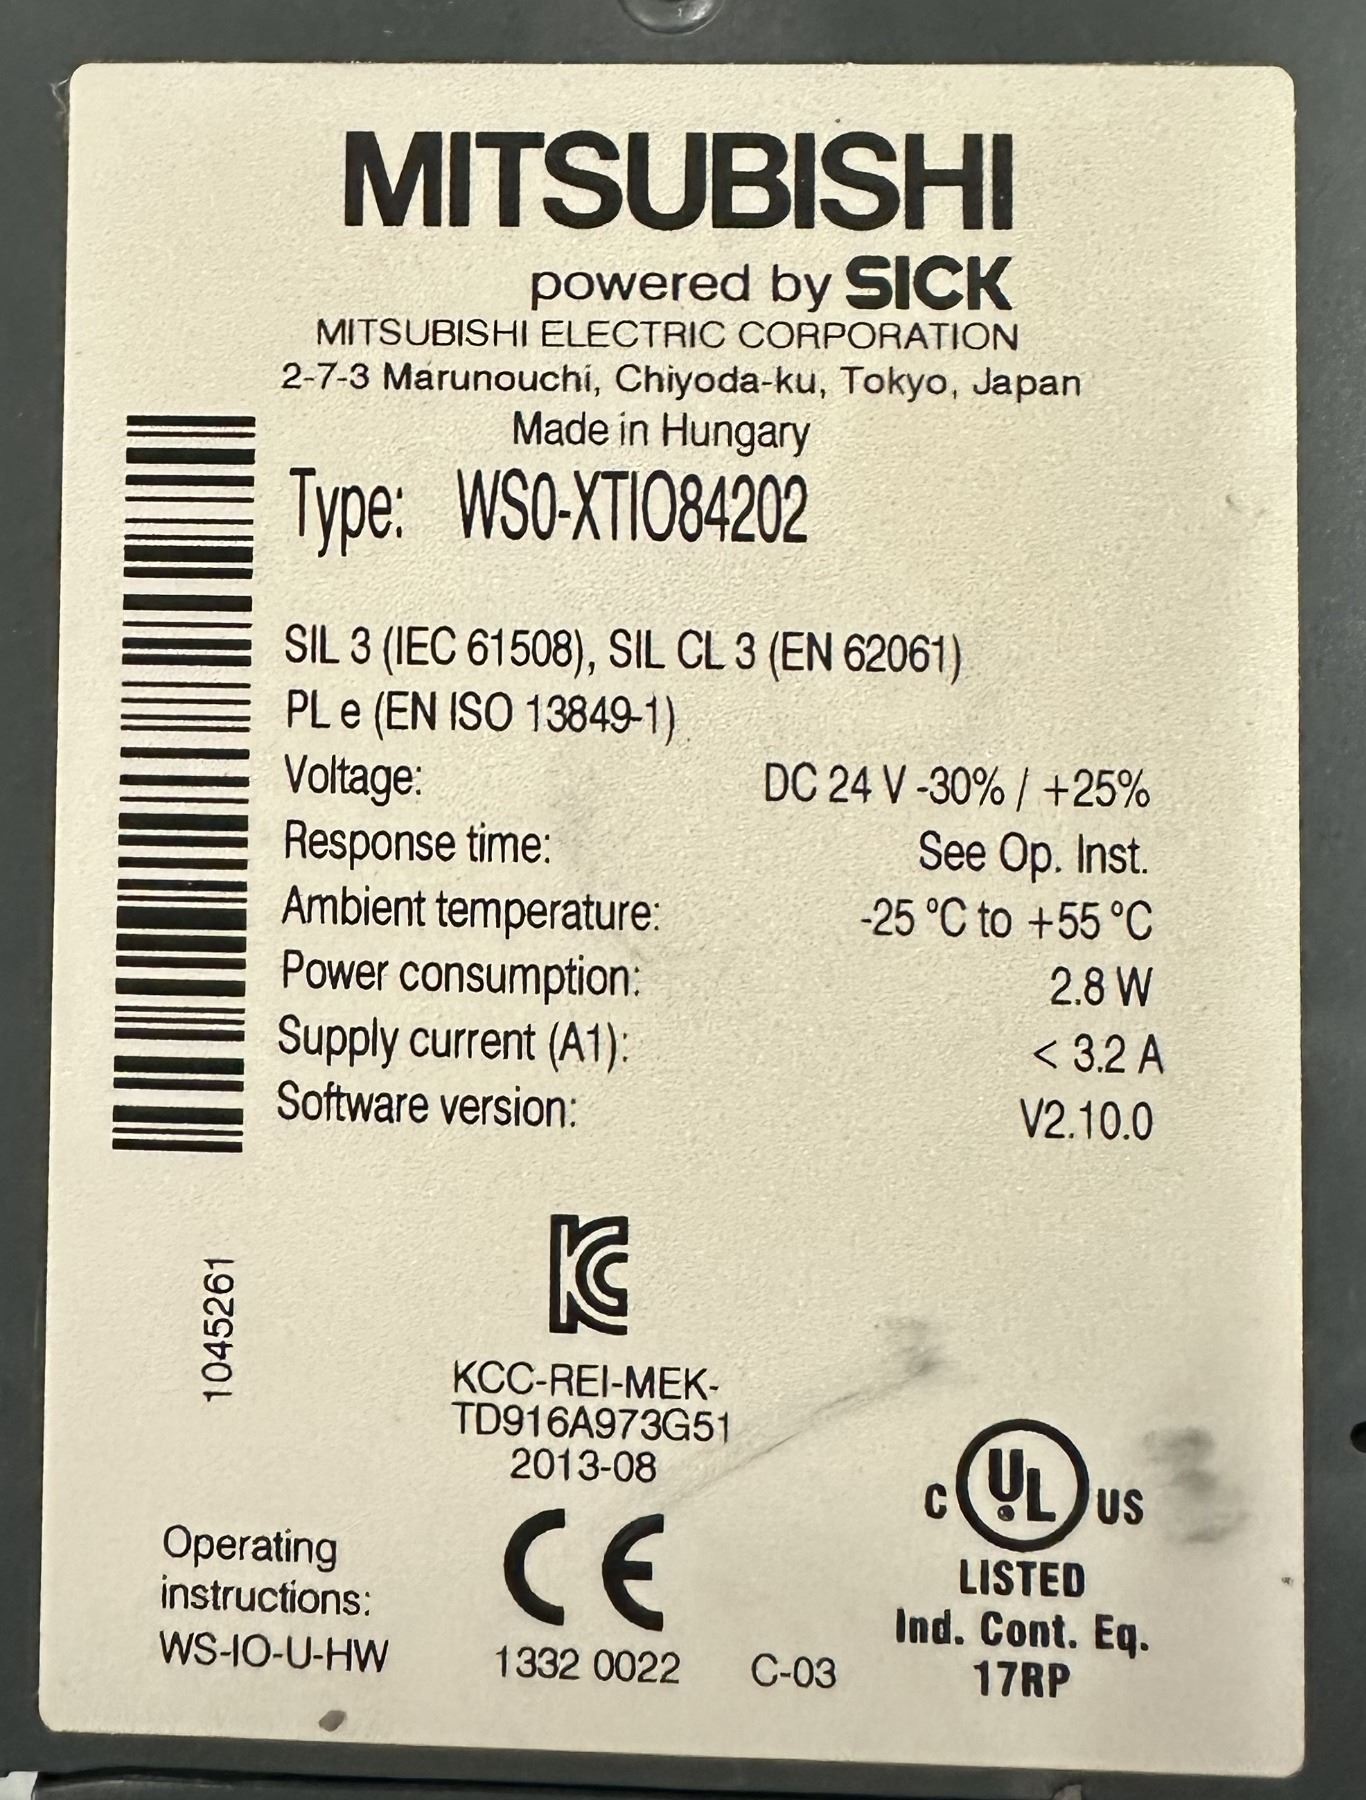 MITSUBISHI
powered by SICK
MITSUBISHI ELECTRIC CORPORATION
2-7-3 Marunouchi, Chiyoda-ku, Tokyo, Japan
Made in Hungary
Type: WS0-XTIO84202
SIL 3 (IEC 61508), SIL CL 3 (EN 62061)
PL e (EN ISO 13849-1)
Voltage: DC 24 V -30% / +25%
Response time: See Op. Inst.
Ambient temperature: -25 °C to +55 °C
Power consumption: 2.8 W
Supply current (A1): < 3.2 A
Software version: V2.10.0
1045261
KC
KCC-REI-MEK-
TD916A973G51
2013-08
Operating
instructions:
WS-IO-U-HW
CE
1332 0022
C-03
C UL US
LISTED
Ind. Cont. Eq.
17RP